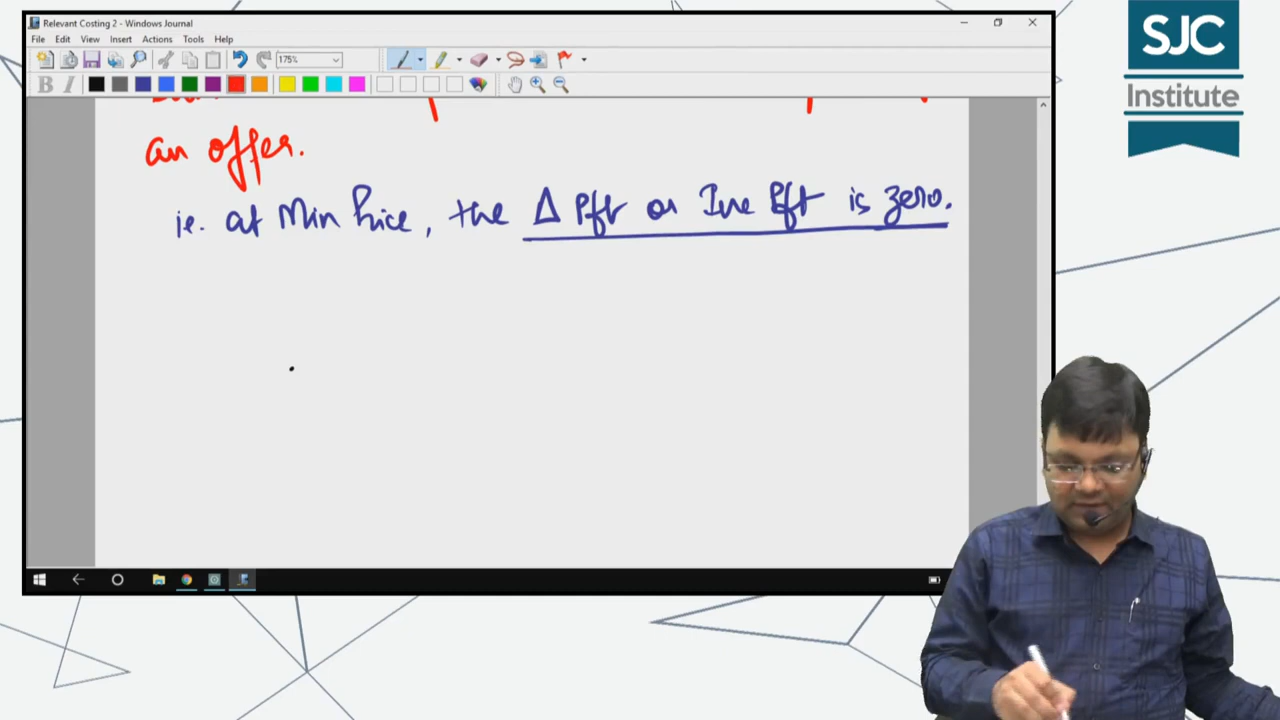 Relevant Costing 2 - Windows Journal
File Edit View Insert Actions Tools Help
175%
B I
an offer.
ie. at Min Price, the Δ Pft or Inc Pft is zero.
SJC
Institute